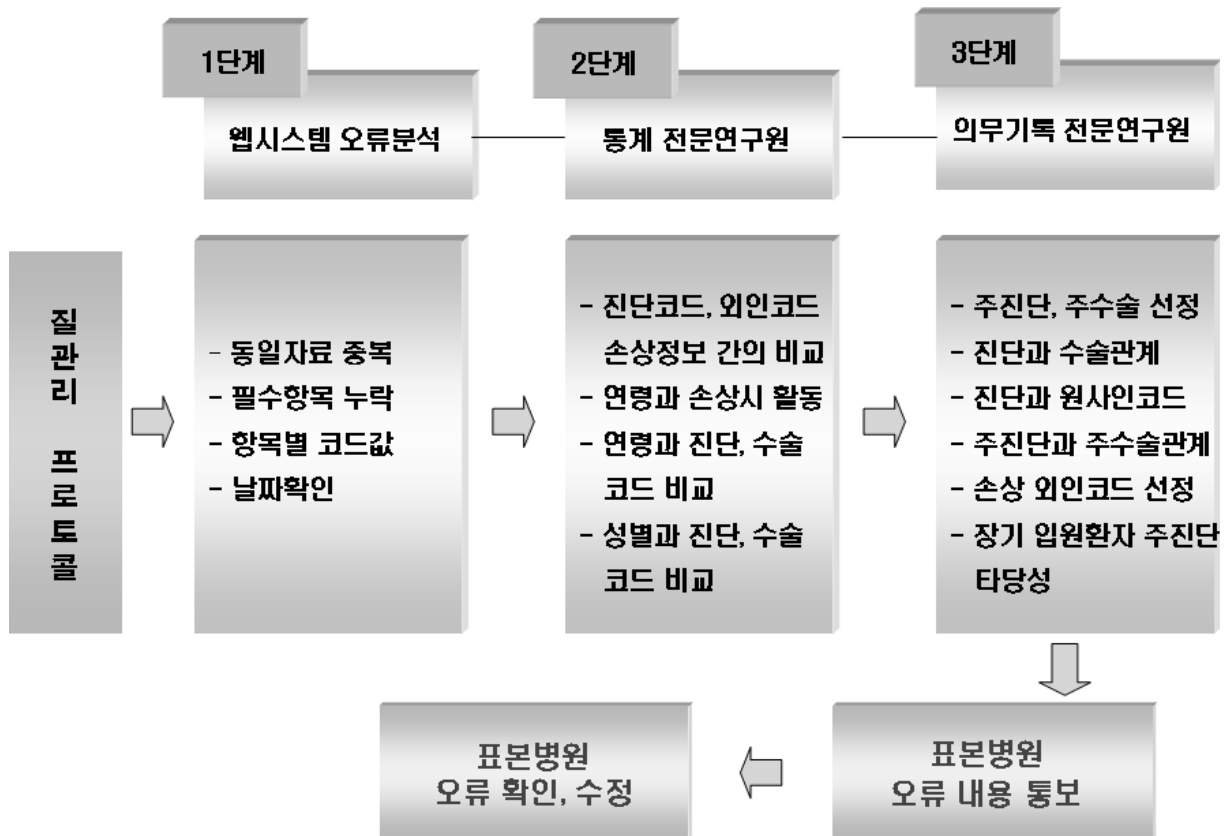 1단계
웹시스템 오류분석
2단계
통계 전문연구원
3단계
의무기록 전문연구원
질관리 프로토콜
- 동일자료 중복
- 필수항목 누락
- 항목별 코드값
- 날짜확인
- 진단코드, 외인코드
손상정보 간의 비교
- 연령과 손상시 활동
- 연령과 진단, 수술
코드 비교
- 성별과 진단, 수술
코드 비교
- 주진단, 주수술 선정
- 진단과 수술관계
- 진단과 원사인코드
- 주진단과 주수술관계
- 손상 외인코드 선정
- 장기 입원환자 주진단
타당성
표본병원
오류 내용 통보
표본병원
오류 확인, 수정